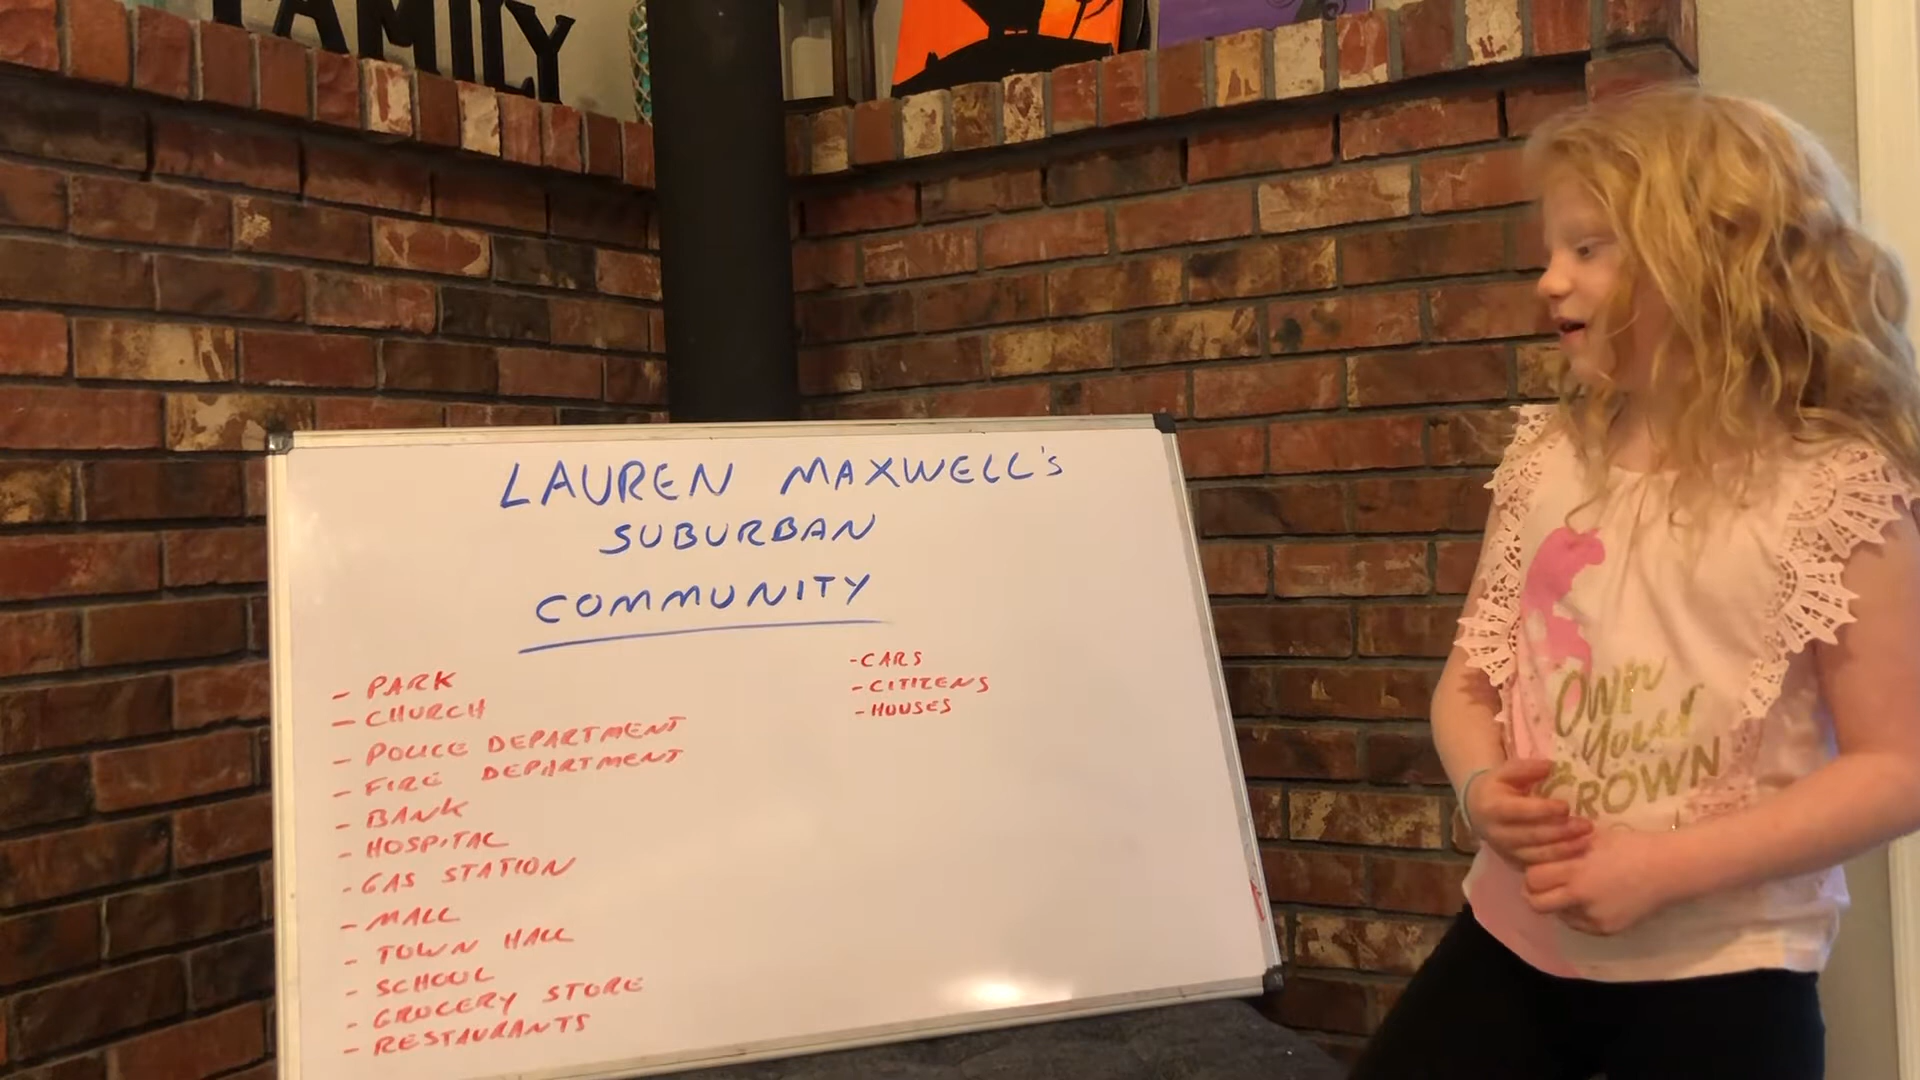 FAMILY
LAUREN MAXWELL'S
SUBURBAN
COMMUNITY
- PARK
- CHURCH
- POLICE DEPARTMENT
- FIRE DEPARTMENT
- BANK
- HOSPITAL
- GAS STATION
- MALL
- TOWN HALL
- SCHOOL
- GROCERY STORE
- RESTAURANTS
- CARS
- CITIZENS
- HOUSES
OWN
Your
CROWN